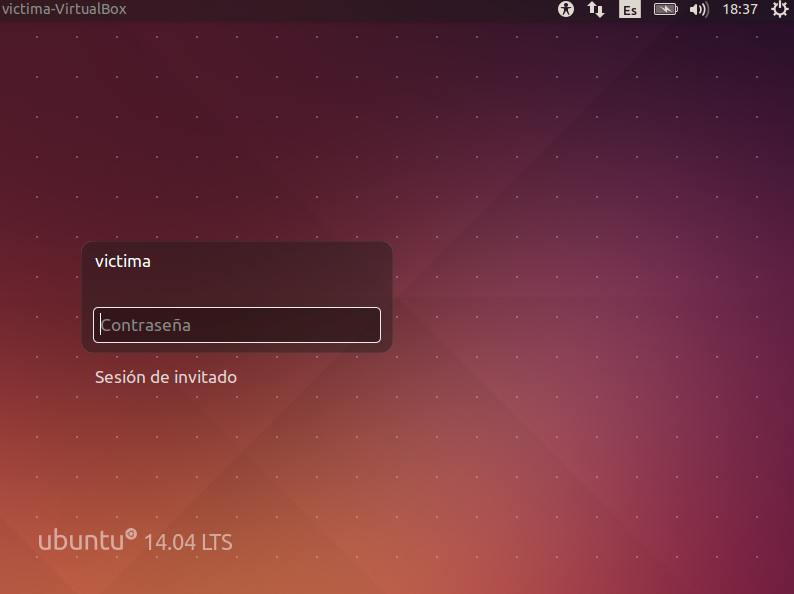 victima-VirtualBox Es 18:37
victima
Contraseña
Sesión de invitado
ubuntu 14.04 LTS